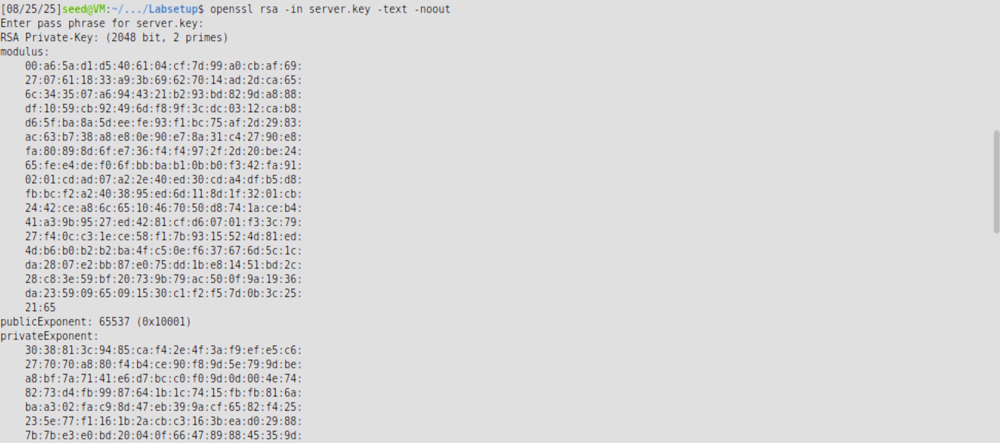 [08/25/25]seed@VM:~/.../Labsetup$ openssl rsa -in server.key -text -noout
Enter pass phrase for server.key:
RSA Private-Key: (2048 bit, 2 primes)
modulus:
    00:a6:5a:d1:d5:40:61:04:cf:7d:99:a0:cb:af:69:
    27:07:61:18:33:a9:3b:69:62:70:14:ad:2d:ca:65:
    6c:34:35:07:a6:94:43:21:b2:93:bd:82:9d:a8:88:
    df:10:59:cb:92:49:6d:f8:9f:3c:dc:03:12:ca:b8:
    d6:5f:ba:8a:5d:ee:fe:93:f1:bc:75:af:2d:29:83:
    ac:63:b7:38:a8:e8:0e:90:e7:8a:31:c4:27:90:e8:
    fa:80:89:8d:6f:e7:36:f4:f4:97:2f:2d:20:be:24:
    65:fe:e4:de:f0:6f:bb:ba:b1:0b:b0:f3:42:fa:91:
    02:01:cd:ad:07:a2:2e:40:ed:30:cd:a4:df:b5:d8:
    fb:bc:f2:a2:40:38:95:ed:6d:11:8d:1f:32:01:cb:
    24:42:ce:a8:6c:65:10:46:70:50:d8:74:1a:ce:b4:
    41:a3:9b:95:27:ed:42:81:cf:d6:07:01:f3:3c:79:
    27:f4:0c:c3:1e:ce:58:f1:7b:93:15:52:4d:81:ed:
    4d:b6:b0:b2:b2:ba:4f:c5:0e:f6:37:67:6d:5c:1c:
    da:28:07:e2:bb:87:e0:75:dd:1b:e8:14:51:bd:2c:
    28:c8:3e:59:bf:20:73:9b:79:ac:50:0f:9a:19:36:
    da:23:59:09:65:09:15:30:c1:f2:f5:7d:0b:3c:25:
    21:65
publicExponent: 65537 (0x10001)
privateExponent:
    30:38:81:3c:94:85:ca:f4:2e:4f:3a:f9:ef:e5:c6:
    27:70:70:a8:80:f4:b4:ce:90:f8:9d:5e:79:9d:be:
    a8:bf:7a:71:41:e6:d7:bc:c0:f0:9d:0d:00:4e:74:
    82:73:d4:fb:99:87:64:1b:1c:74:15:fb:fb:81:6a:
    ba:a3:02:fa:c9:8d:47:eb:39:9a:cf:65:82:f4:25:
    23:5e:77:f1:16:1b:2a:cb:c3:16:3b:ea:d0:29:88:
    7b:7b:e3:e0:bd:20:04:0f:66:47:89:88:45:35:9d: